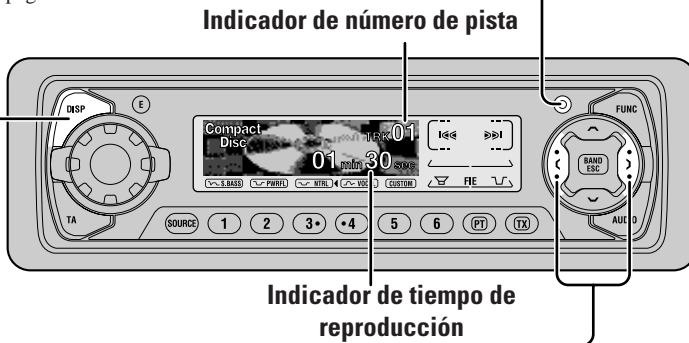 Indicador de número de pista
DISP
E
FUNC
Compact
Disc
TRK 01
01 min 30 sec
BAND
ESC
S.BASS
PWRFL
NTRL
VOCAL
CUSTOM
FIE
TA
AUDIO
SOURCE
1
2
3
4
5
6
PT
TX
Indicador de tiempo de
reproducción